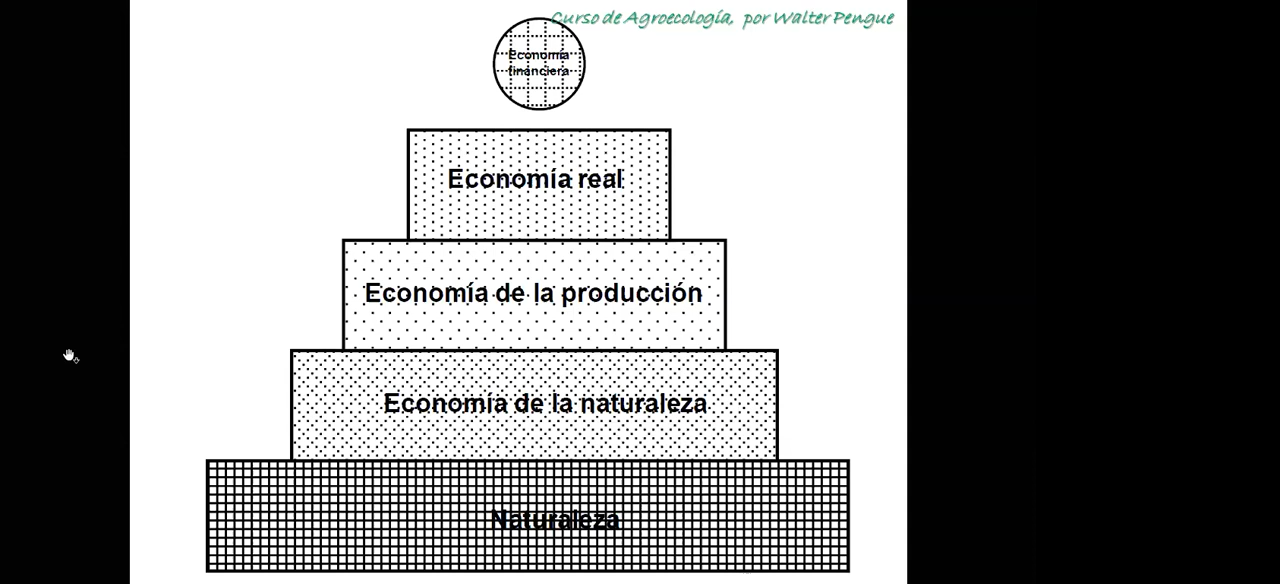 Curso de Agroecología, por Walter Pengue
Economía
financiera
Economía real
Economía de la producción
Economía de la naturaleza
Naturaleza